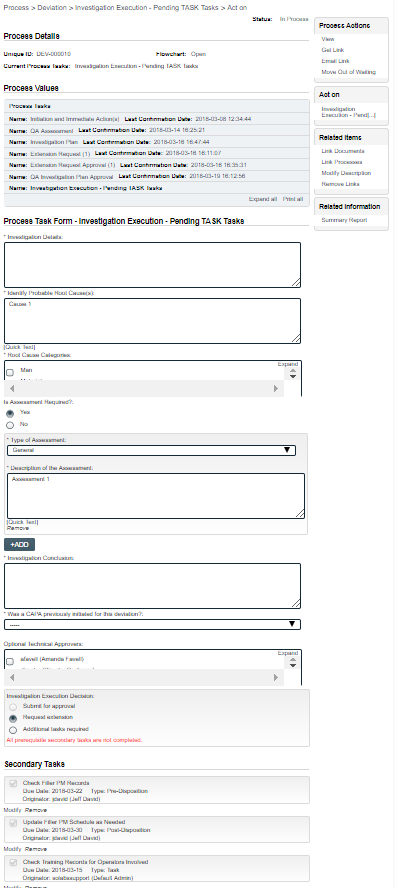 Process > Deviation > Investigation Execution - Pending TASK Tasks > Act on
Status: In Process
Process Details
Unique ID: DEV-000010 Flowchart: Open
Current Process Tasks: Investigation Execution - Pending TASK Tasks
Process Values
Process Tasks
Name: Initiation and Immediate Action(s) Last Confirmation Date: 2018-03-08 12:34:44
Name: QA Assessment Last Confirmation Date: 2018-03-14 16:25:21
Name: Investigation Plan Last Confirmation Date: 2018-03-16 16:47:44
Name: Extension Request (1) Last Confirmation Date: 2018-03-16 16:11:07
Name: Extension Request Approval (1) Last Confirmation Date: 2018-03-16 16:35:31
Name: QA Investigation Plan Approval Last Confirmation Date: 2018-03-19 16:12:56
Name: Investigation Execution - Pending TASK Tasks
Expand all Print all
Process Task Form - Investigation Execution - Pending TASK Tasks
* Investigation Details:
* Identify Probable Root Cause(s):
Cause 1
[Quick Text]
* Root Cause Categories:
Expand
Man
Is Assessment Required?:
Yes
No
* Type of Assessment:
General
* Description of the Assessment:
Assessment 1
[Quick Text]
Remove
+ADD
* Investigation Conclusion:
* Was a CAPA previously initiated for this deviation?:
-----
Optional Technical Approvers:
Expand
afavell (Amanda Favell)
Investigation Execution Decision:
Submit for approval
Request extension
Additional tasks required
All prerequisite secondary tasks are not completed.
Secondary Tasks
Check Filler PM Records
Due Date: 2018-03-22 Type: Pre-Disposition
Originator: jdavid (Jeff David)
Modify Remove
Update Filler PM Schedule as Needed
Due Date: 2018-03-30 Type: Post-Disposition
Originator: jdavid (Jeff David)
Modify Remove
Check Training Records for Operators Involved
Due Date: 2018-03-15 Type: Task
Originator: solabssupport (Default Admin)
Modify Remove
Process Actions
View
Get Link
Email Link
Move Out of Waiting
Act on
Investigation
Execution - Pend[...]
Related Items
Link Documents
Link Processes
Modify Description
Remove Links
Related Information
Summary Report